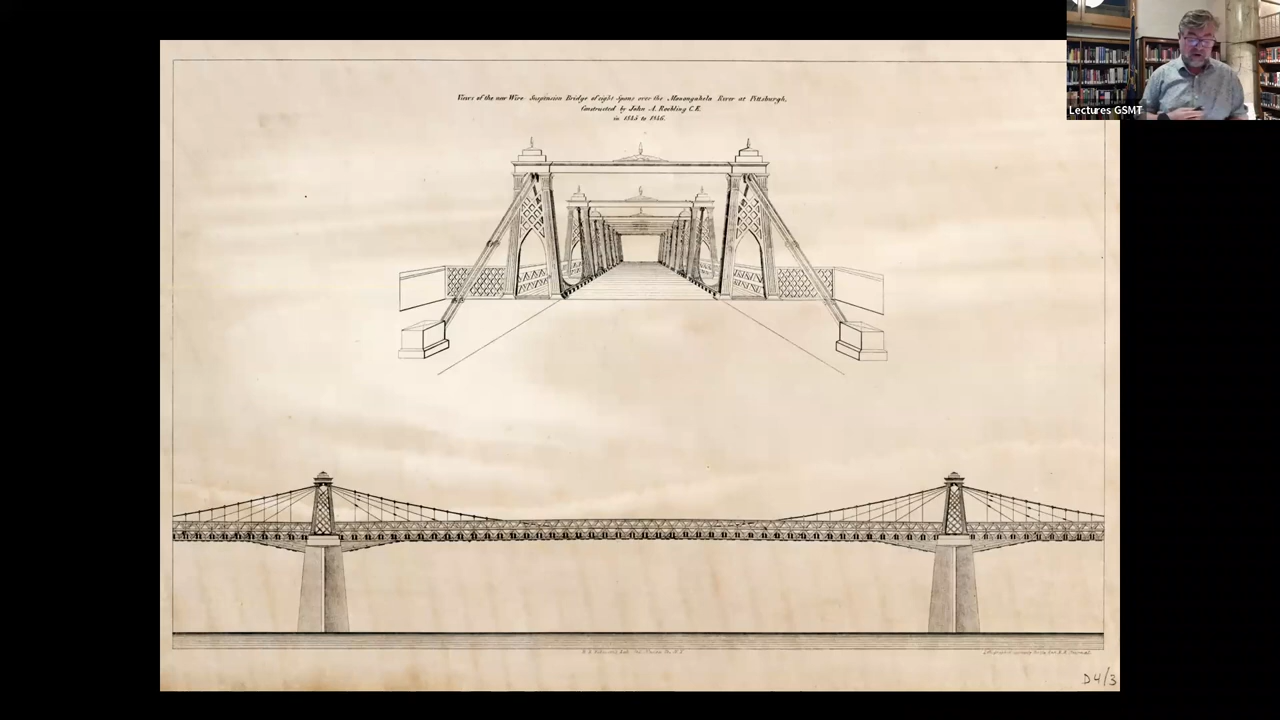 Views of the new Wire Suspension Bridge of eight Spans over the Monongahela River at Pittsburgh,
Constructed by John A. Roebling C.E.
in 1845 to 1846.
Lectures GSMT
D4/3